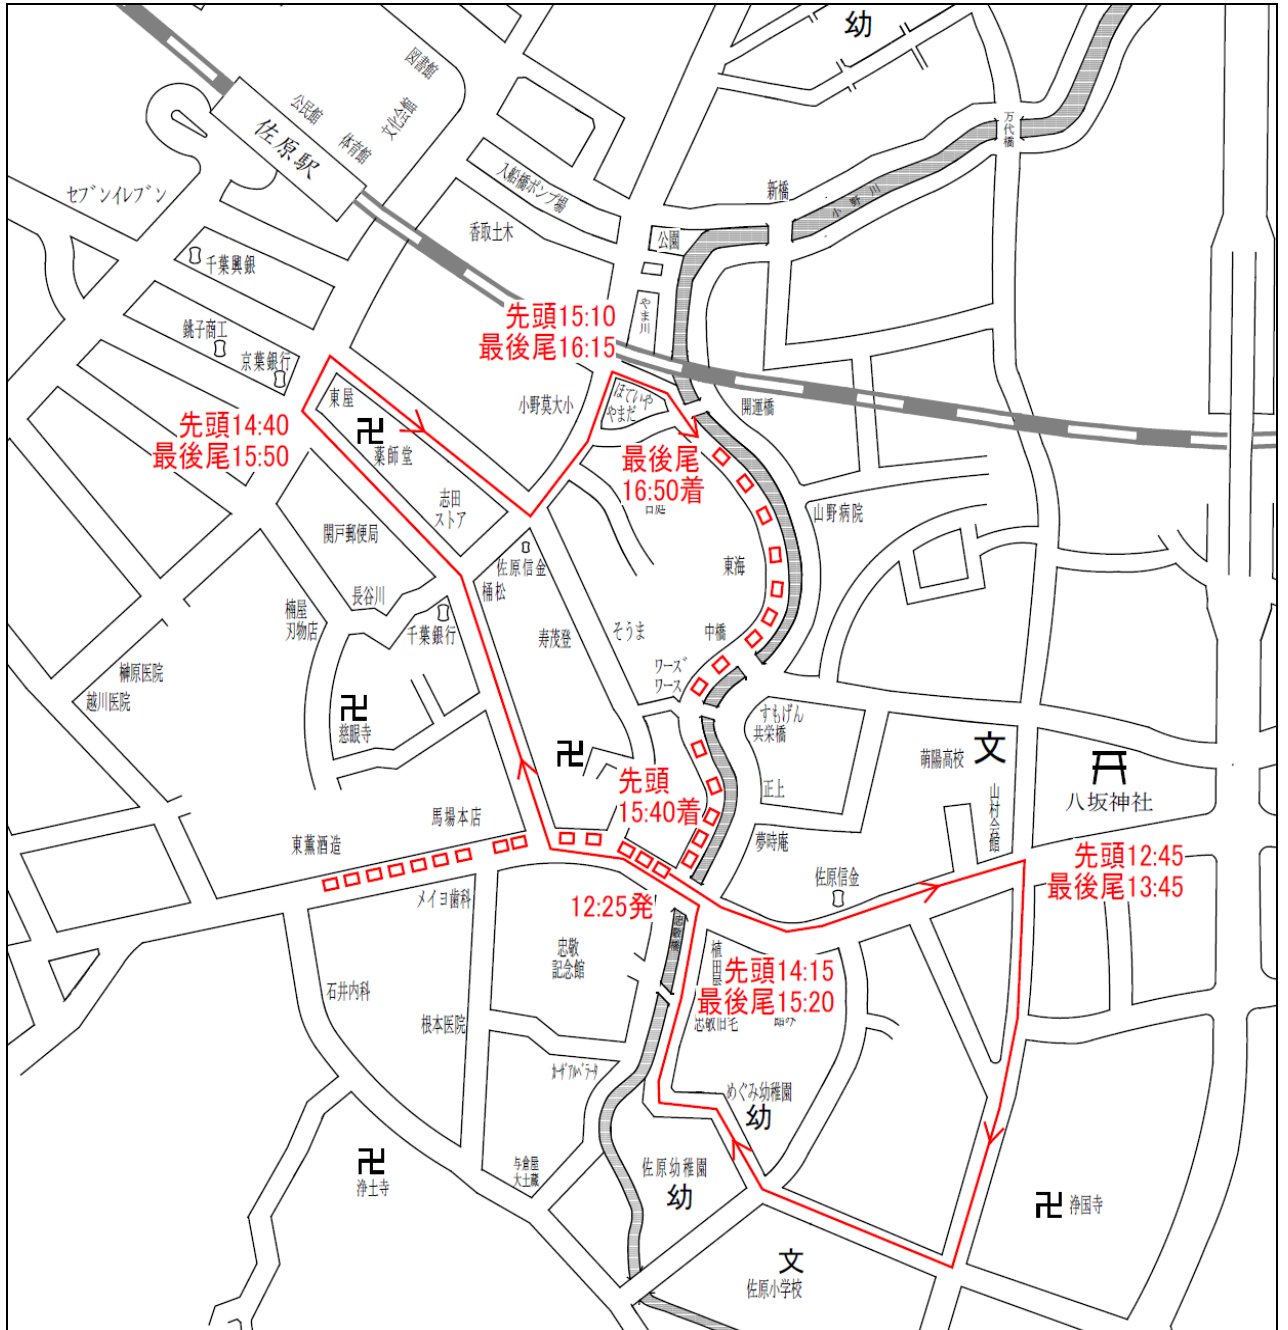 幼
図書館
公民館
文化会館
体育館
佐原駅
万代橋
入船橋ポンプ場
新橋
小野川
セブンイレブン
香取土木
公園
千葉興銀
やま川
先頭15:10
最後尾16:15
銚子商工
京葉銀行
東屋
小野莫大小
ほていや
やまだ
開運橋
先頭14:40
最後尾15:50
薬師堂
最後尾
16:50着
志田
ストア
山野病院
関戸郵便局
佐原信金
東海
桶松
長谷川
楠屋
刃物店
千葉銀行
寿茂登
そうま
中橋
榊原医院
越川医院
ワーズ
ワース
慈眼寺
すもげん
共栄橋
文
萌陽高校
先頭
15:40着
正上
山村会館
八坂神社
馬場本店
東薫酒造
夢時庵
先頭12:45
最後尾13:45
佐原信金
メイヨ歯科
12:25発
忠敬橋
忠敬
記念館
先頭14:15
最後尾15:20
石井内科
根本医院
忠敬旧宅
めぐみ幼稚園
幼
与倉屋
大土蔵
佐原幼稚園
幼
浄土寺
浄国寺
文
佐原小学校